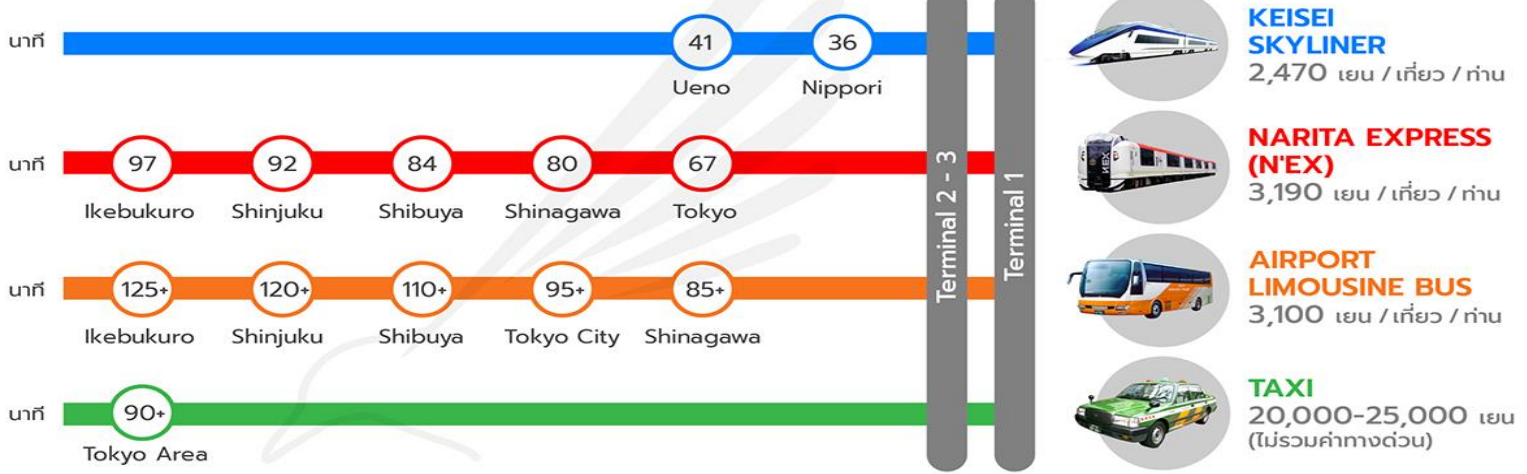 นาที
41
36
Ueno
Nippori
KEISEI
SKYLINER
2,470 เยน / เที่ยว / ท่าน
นาที
97
92
84
80
67
Ikebukuro
Shinjuku
Shibuya
Shinagawa
Tokyo
NARITA EXPRESS
(N'EX)
3,190 เยน / เที่ยว / ท่าน
นาที
125+
120+
110+
95+
85+
Ikebukuro
Shinjuku
Shibuya
Tokyo City
Shinagawa
AIRPORT
LIMOUSINE BUS
3,100 เยน / เที่ยว / ท่าน
นาที
90+
Tokyo Area
Terminal 2 - 3
Terminal 1
TAXI
20,000-25,000 เยน
(ไม่รวมค่าทางด่วน)